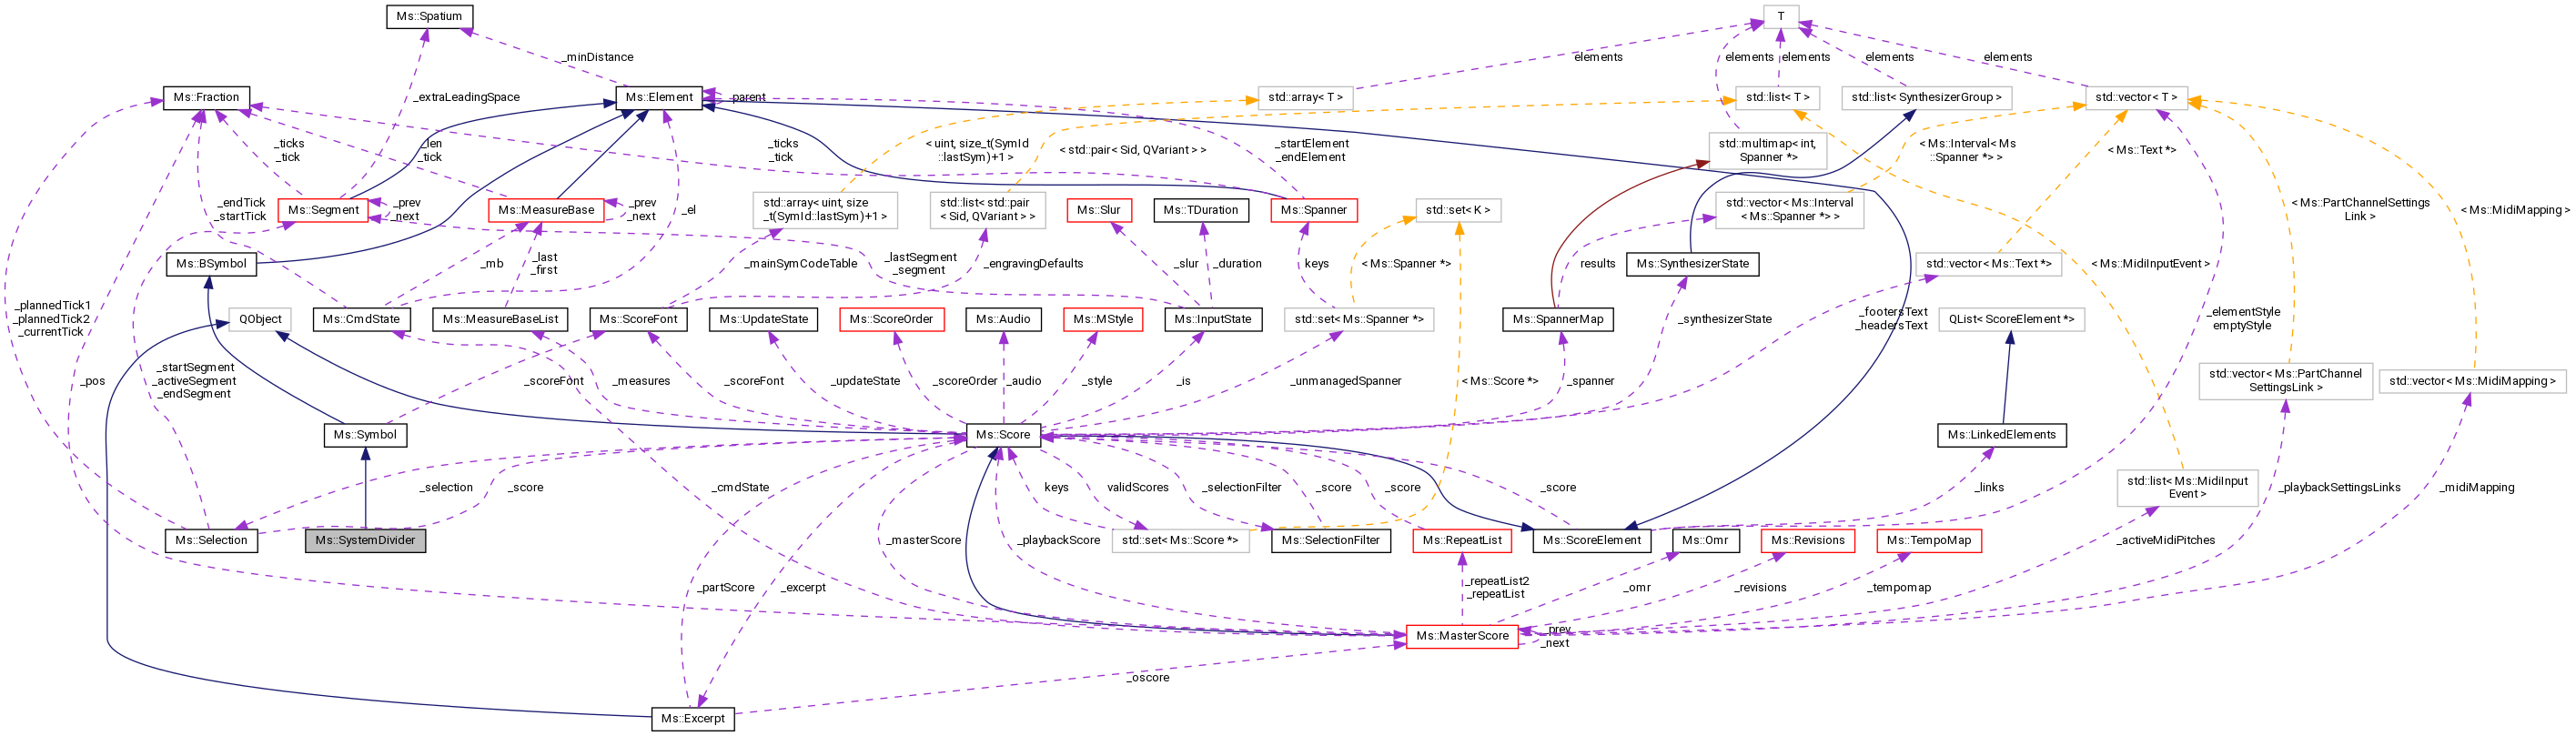 Ms::Spatium
T
_minDistance
elements
elements
elements
elements
elements
Ms::Fraction
_extraLeadingSpace
Ms::Element
_parent
std::array< T >
std::list< T >
std::list< SynthesizerGroup >
std::vector< T >
_ticks
_tick
_len
_tick
_ticks
_tick
< uint, size_t(SymId
::lastSym)+1 >
< std::pair< Sid, QVariant > >
_startElement
_endElement
std::multimap< int,
Spanner *>
< Ms::Interval< Ms
::Spanner *> >
< Ms::Text *>
_endTick
_startTick
Ms::Segment
_prev
_next
Ms::MeasureBase
_prev
_next
_el
std::array< uint, size
_t(SymId::lastSym)+1 >
std::list< std::pair
< Sid, QVariant > >
Ms::Slur
Ms::TDuration
Ms::Spanner
std::set< K >
std::vector< Ms::Interval
< Ms::Spanner *> >
< Ms::PartChannelSettings
Link >
< Ms::MidiMapping >
Ms::BSymbol
_mb
_last
_first
_mainSymCodeTable
_engravingDefaults
_lastSegment
_segment
_slur
_duration
keys
< Ms::Spanner *>
results
Ms::SynthesizerState
std::vector< Ms::Text *>
< Ms::MidiInputEvent >
_plannedTick1
_plannedTick2
_currentTick
QObject
Ms::CmdState
Ms::MeasureBaseList
Ms::ScoreFont
Ms::UpdateState
Ms::ScoreOrder
Ms::Audio
Ms::MStyle
Ms::InputState
std::set< Ms::Spanner *>
Ms::SpannerMap
_synthesizerState
_footersText
_headersText
QList< ScoreElement *>
_elementStyle
emptyStyle
_pos
_startSegment
_activeSegment
_endSegment
_scoreFont
_measures
_scoreFont
_updateState
_scoreOrder
_audio
_style
_is
_unmanagedSpanner
< Ms::Score *>
_spanner
std::vector< Ms::PartChannel
SettingsLink >
std::vector< Ms::MidiMapping >
Ms::Symbol
Ms::Score
Ms::LinkedElements
_selection
_score
_cmdState
keys
validScores
_selectionFilter
_score
_score
_score
_links
std::list< Ms::MidiInput
Event >
_playbackSettingsLinks
_midiMapping
Ms::Selection
Ms::SystemDivider
_masterScore
_playbackScore
std::set< Ms::Score *>
Ms::SelectionFilter
Ms::RepeatList
Ms::ScoreElement
Ms::Omr
Ms::Revisions
Ms::TempoMap
_activeMidiPitches
_partScore
_excerpt
_repeatList2
_repeatList
_omr
_revisions
_tempomap
Ms::MasterScore
_prev
_next
_oscore
Ms::Excerpt